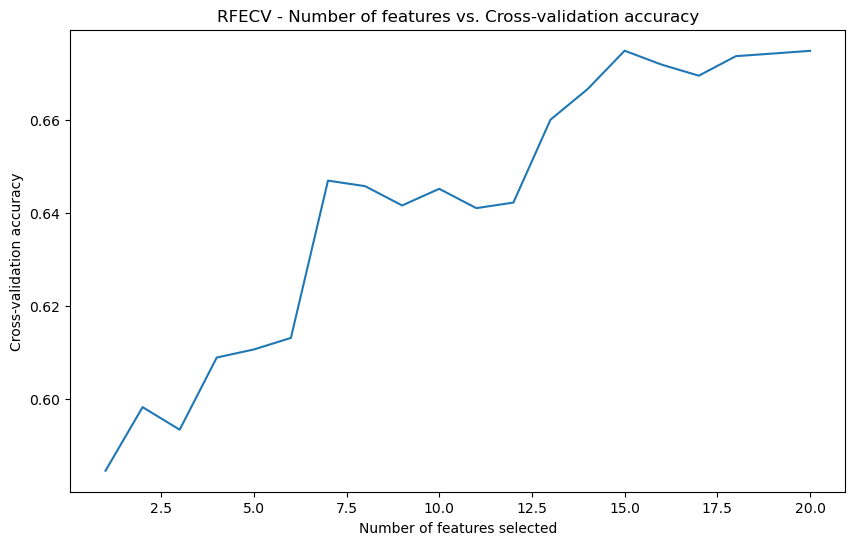 RFECV - Number of features vs. Cross-validation accuracy
Cross-validation accuracy
0.66
0.64
0.62
0.60
2.5 5.0 7.5 10.0 12.5 15.0 17.5 20.0
Number of features selected